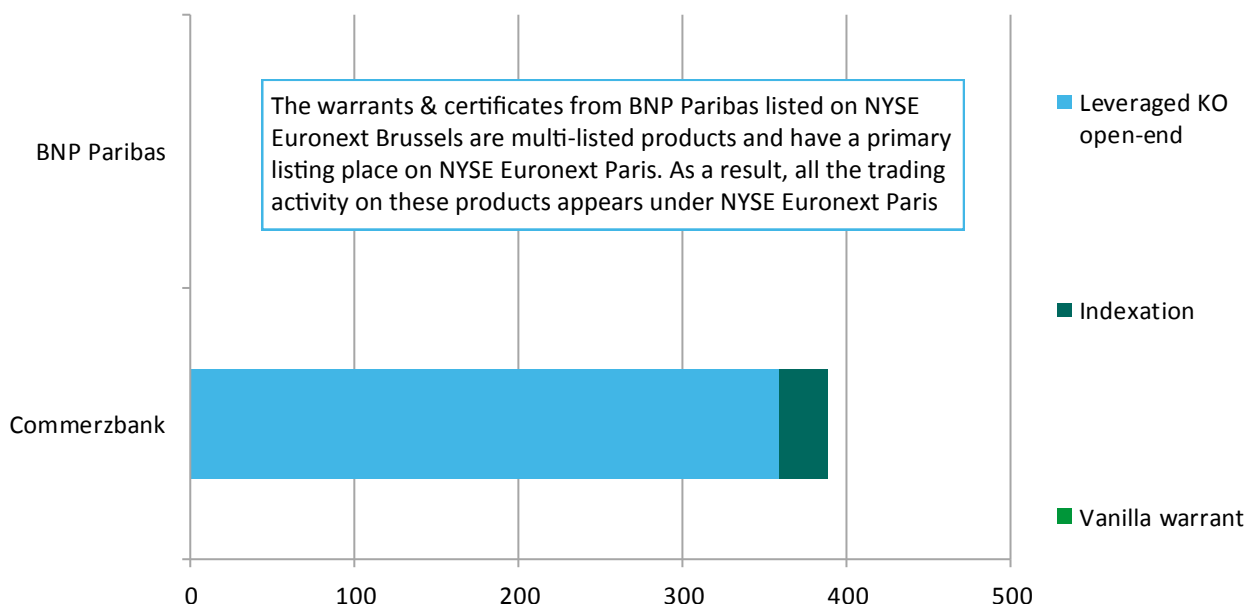 The warrants & certificates from BNP Paribas listed on NYSE
Euronext Brussels are multi-listed products and have a primary
listing place on NYSE Euronext Paris. As a result, all the trading
activity on these products appears under NYSE Euronext Paris
BNP Paribas
Commerzbank
0 100 200 300 400 500
Leveraged KO
open-end
Indexation
Vanilla warrant